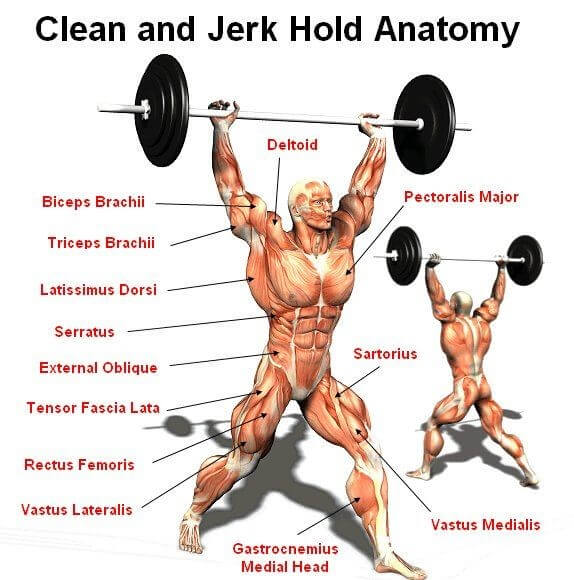 Clean and Jerk Hold Anatomy
Deltoid
Biceps Brachii
Pectoralis Major
Triceps Brachii
Latissimus Dorsi
Serratus
Sartorius
External Oblique
Tensor Fascia Lata
Rectus Femoris
Vastus Lateralis
Vastus Medialis
Gastrocnemius
Medial Head